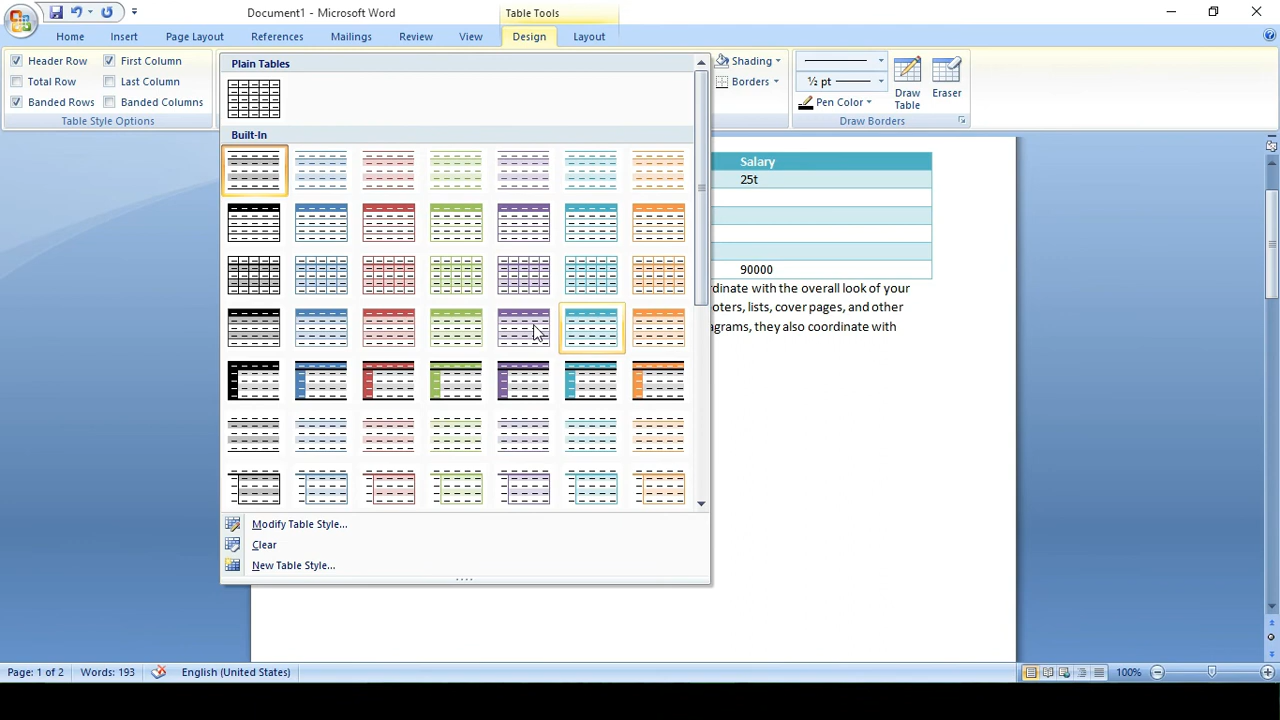 Document1 - Microsoft Word
Table Tools
Home Insert Page Layout References Mailings Review View Design Layout
Header Row First Column
Total Row Last Column
Banded Rows Banded Columns
Table Style Options
Plain Tables
Built-In
Modify Table Style...
Clear
New Table Style...
Shading
Borders
½ pt
Pen Color
Draw Table
Eraser
Draw Borders
Salary
25t
90000
rdinate with the overall look of your
oters, lists, cover pages, and other
agrams, they also coordinate with
Page: 1 of 2 Words: 193 English (United States) 100%